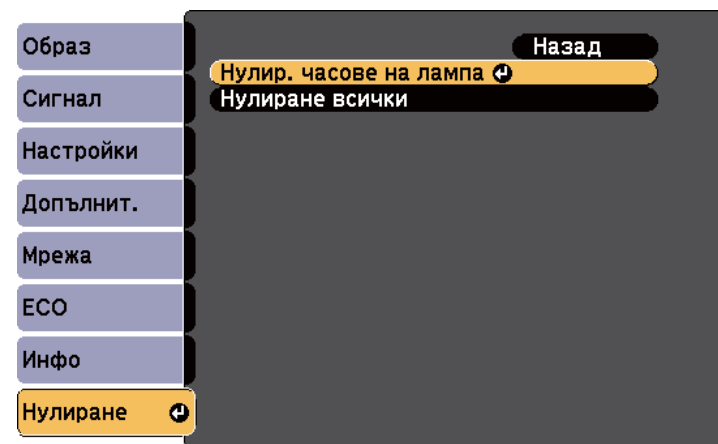 Образ
Сигнал
Настройки
Допълнит.
Мрежа
ECO
Инфо
Нулиране
Назад
Нулир. часове на лампа
Нулиране всички